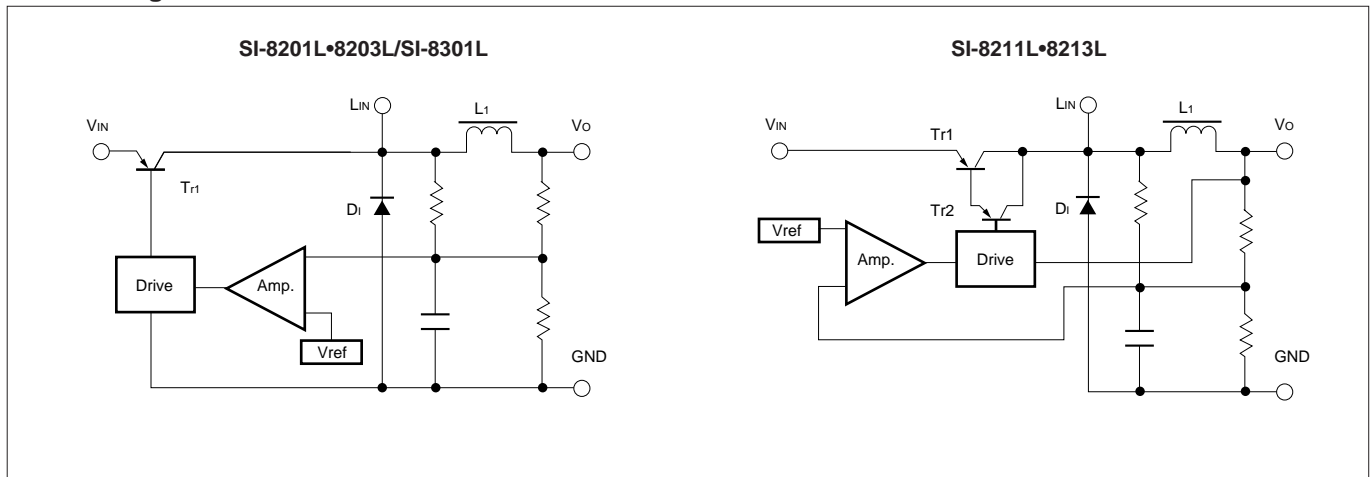 SI-8201L•8203L/SI-8301L
LIN
L1
VIN
VO
Tr1
DI
Drive
Amp.
Vref
GND
SI-8211L•8213L
LIN
L1
VIN
Tr1
VO
Tr2
DI
Vref
Amp.
Drive
GND